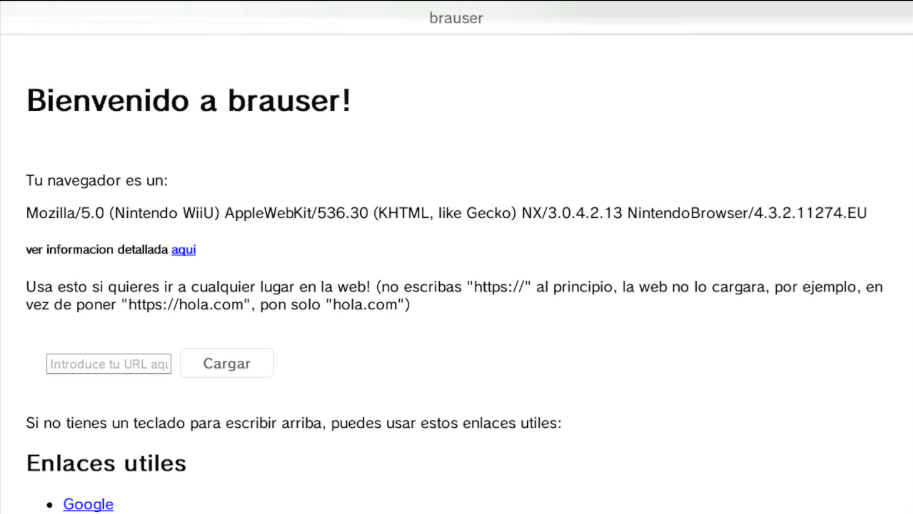 brauser
Bienvenido a brauser!
Tu navegador es un:
Mozilla/5.0 (Nintendo WiiU) AppleWebKit/536.30 (KHTML, like Gecko) NX/3.0.4.2.13 NintendoBrowser/4.3.2.11274.EU
ver informacion detallada aqui
Usa esto si quieres ir a cualquier lugar en la web! (no escribas "https://" al principio, la web no lo cargara, por ejemplo, en
vez de poner "https://hola.com", pon solo "hola.com")
Introduce tu URL aqu Cargar
Si no tienes un teclado para escribir arriba, puedes usar estos enlaces utiles:
Enlaces utiles
• Google